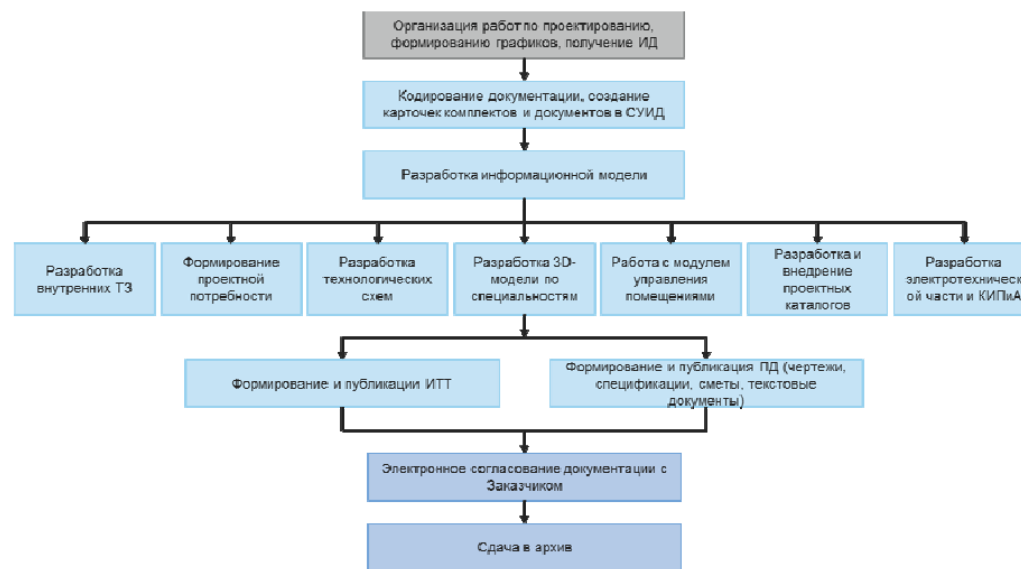 Организация работ по проектированию,
формированию графиков, получение ИД
Кодирование документации, создание
карточек комплектов и документов в СУИД
Разработка информационной модели
Разработка
внутренних ТЗ
Формирование
проектной
потребности
Разработка
технологических
схем
Разработка 3D-
модели по
специальностям
Работа с модулем
управления
помещениями
Разработка и
внедрение
проектных
каталогов
Разработка
электротехническ
ой части и КИПиА
Формирование и публикации ИТТ
Формирование и публикация ПД (чертежи,
спецификации, сметы, текстовые
документы)
Электронное согласование документации с
Заказчиком
Сдача в архив